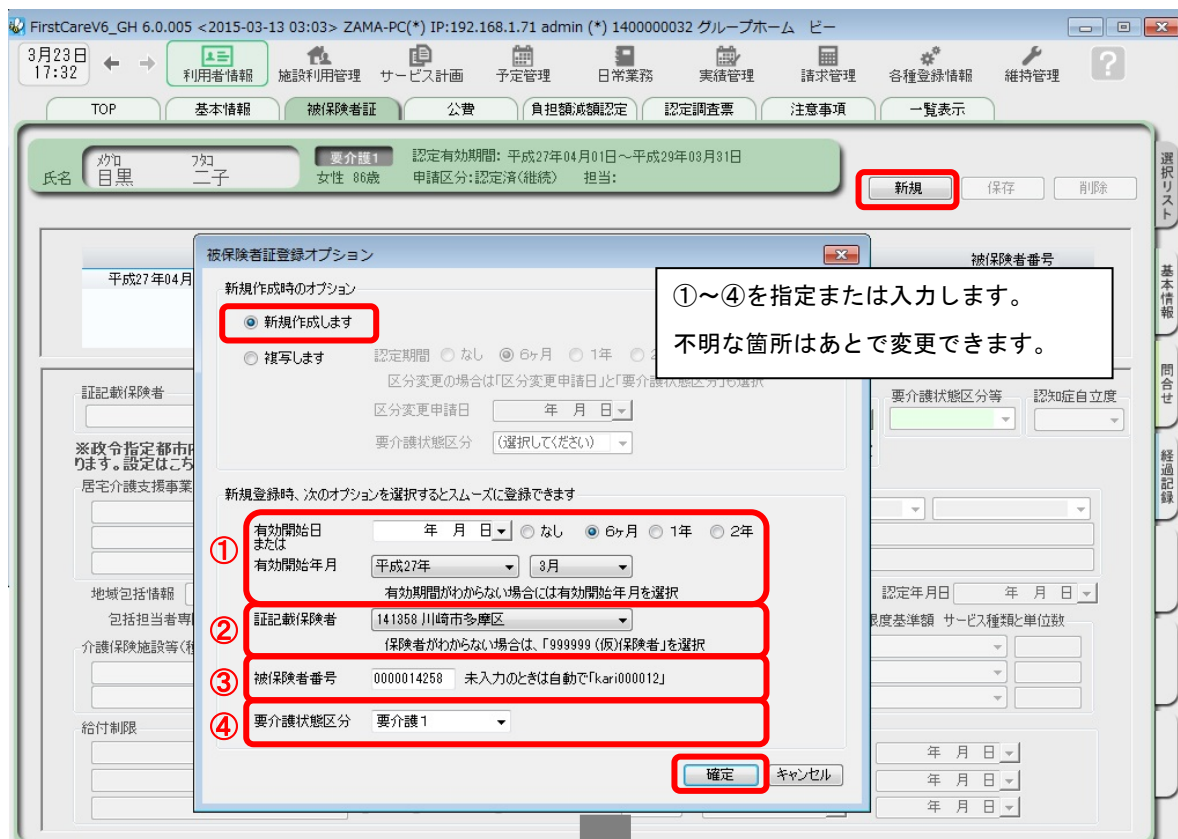 FirstCareV6_GH 6.0.005 <2015-03-13 03:03> ZAMA-PC(*) IP:192.168.1.71 admin (*) 1400000032 グループホーム ビー
3月23日
17:32
利用者情報 施設利用管理 サービス計画 予定管理 日常業務 実績管理 請求管理 各種登録情報 維持管理 ?
TOP 基本情報 被保険者証 公費 負担額減額認定 認定調査票 注意事項 一覧表示
氏名 ﾒｸﾞﾛ ﾌﾀｺ
目黒 二子
要介護1 認定有効期間: 平成27年04月01日～平成29年03月31日
女性 86歳 申請区分:認定済(継続) 担当:
新規 保存 削除
選択リスト
基本情報
問合せ
経過記録
被保険者番号
平成27年04月
被保険者証登録オプション
新規作成時のオプション
新規作成します
複写します 認定期間 なし 6ヶ月 1年
区分変更の場合は「区分変更申請日」と「要介護状態区分」も選択
区分変更申請日 年 月 日
要介護状態区分 (選択してください)
①～④を指定または入力します。
不明な箇所はあとで変更できます。
証記載保険者
要介護状態区分等 認知症自立度
※政令指定都市
ります。設定はこち
居宅介護支援事業
新規登録時、次のオプションを選択するとスムーズに登録できます
① 有効開始日 年 月 日 なし 6ヶ月 1年 2年
または
有効開始年月 平成27年 3月
有効期間がわからない場合には有効開始年月を選択
② 証記載保険者 141358 川崎市多摩区
保険者がわからない場合は、「999999 (仮)保険者」を選択
③ 被保険者番号 0000014258 未入力のときは自動で「kari000012」
④ 要介護状態区分 要介護1
確定 キャンセル
地域包括情報
包括担当者専
介護保険施設等(種
給付制限
認定年月日 年 月 日
限度基準額 サービス種類と単位数
年 月 日
年 月 日
年 月 日